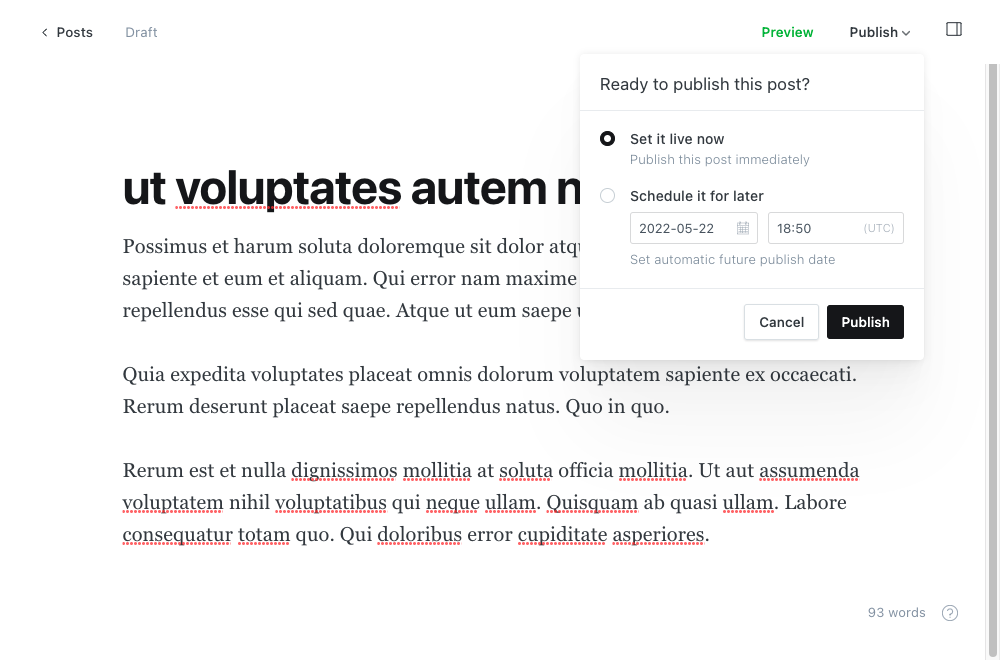 Posts
Draft
Preview
Publish
Ready to publish this post?
Set it live now
Publish this post immediately
Schedule it for later
2022-05-22
18:50
(UTC)
Set automatic future publish date
Cancel
Publish
ut voluptates autem n
Possimus et harum soluta doloremque sit dolor
sapiente et eum et aliquam. Qui error nam maxime
repellendus esse qui sed quae. Atque ut eum saepe
Quia expedita voluptates placeat omnis dolorum voluptatem sapiente ex occaecati.
Rerum deserunt placeat saepe repellendus natus. Quo in quo.
Rerum est et nulla dignissimos mollitia at soluta officia mollitia. Ut aut assumenda
voluptatem nihil voluptatibus qui neque ullam. Quisquam ab quasi ullam. Labore
consequatur totam quo. Qui doloribus error cupiditate asperiores.
93 words
?